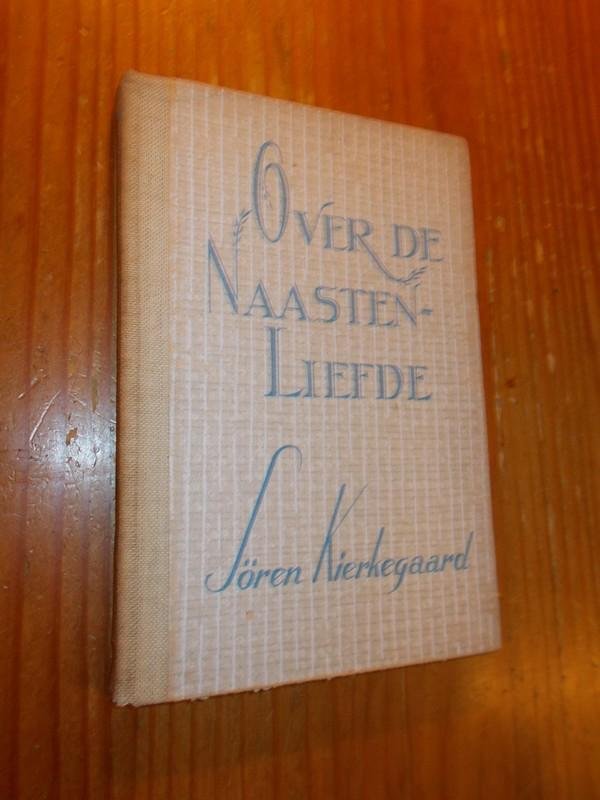 Over de
Naasten-
Liefde
Sören Kierkegaard